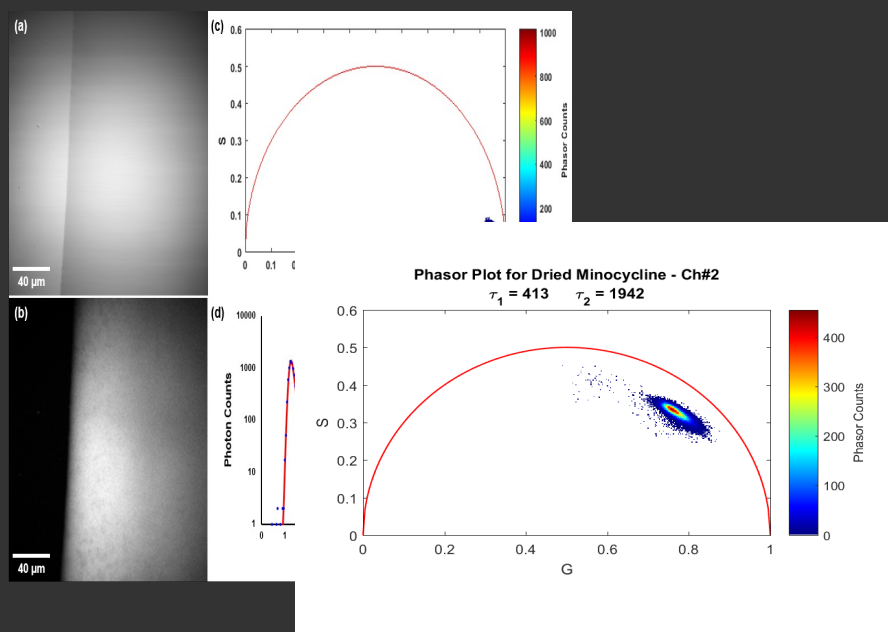 (a)
40 µm
(b)
40 µm
(c)
0.6
0.5
0.4
0.3
0.2
0.1
0
S
0 0.1
1000
800
600
400
200
Phasor Counts
(d)
10000
1000
100
10
1
Photon Counts
0 1
Phasor Plot for Dried Minocycline - Ch#2
τ1 = 413 τ2 = 1942
0.6
0.5
0.4
0.3
0.2
0.1
0
S
0 0.2 0.4 0.6 0.8 1
G
400
300
200
100
0
Phasor Counts